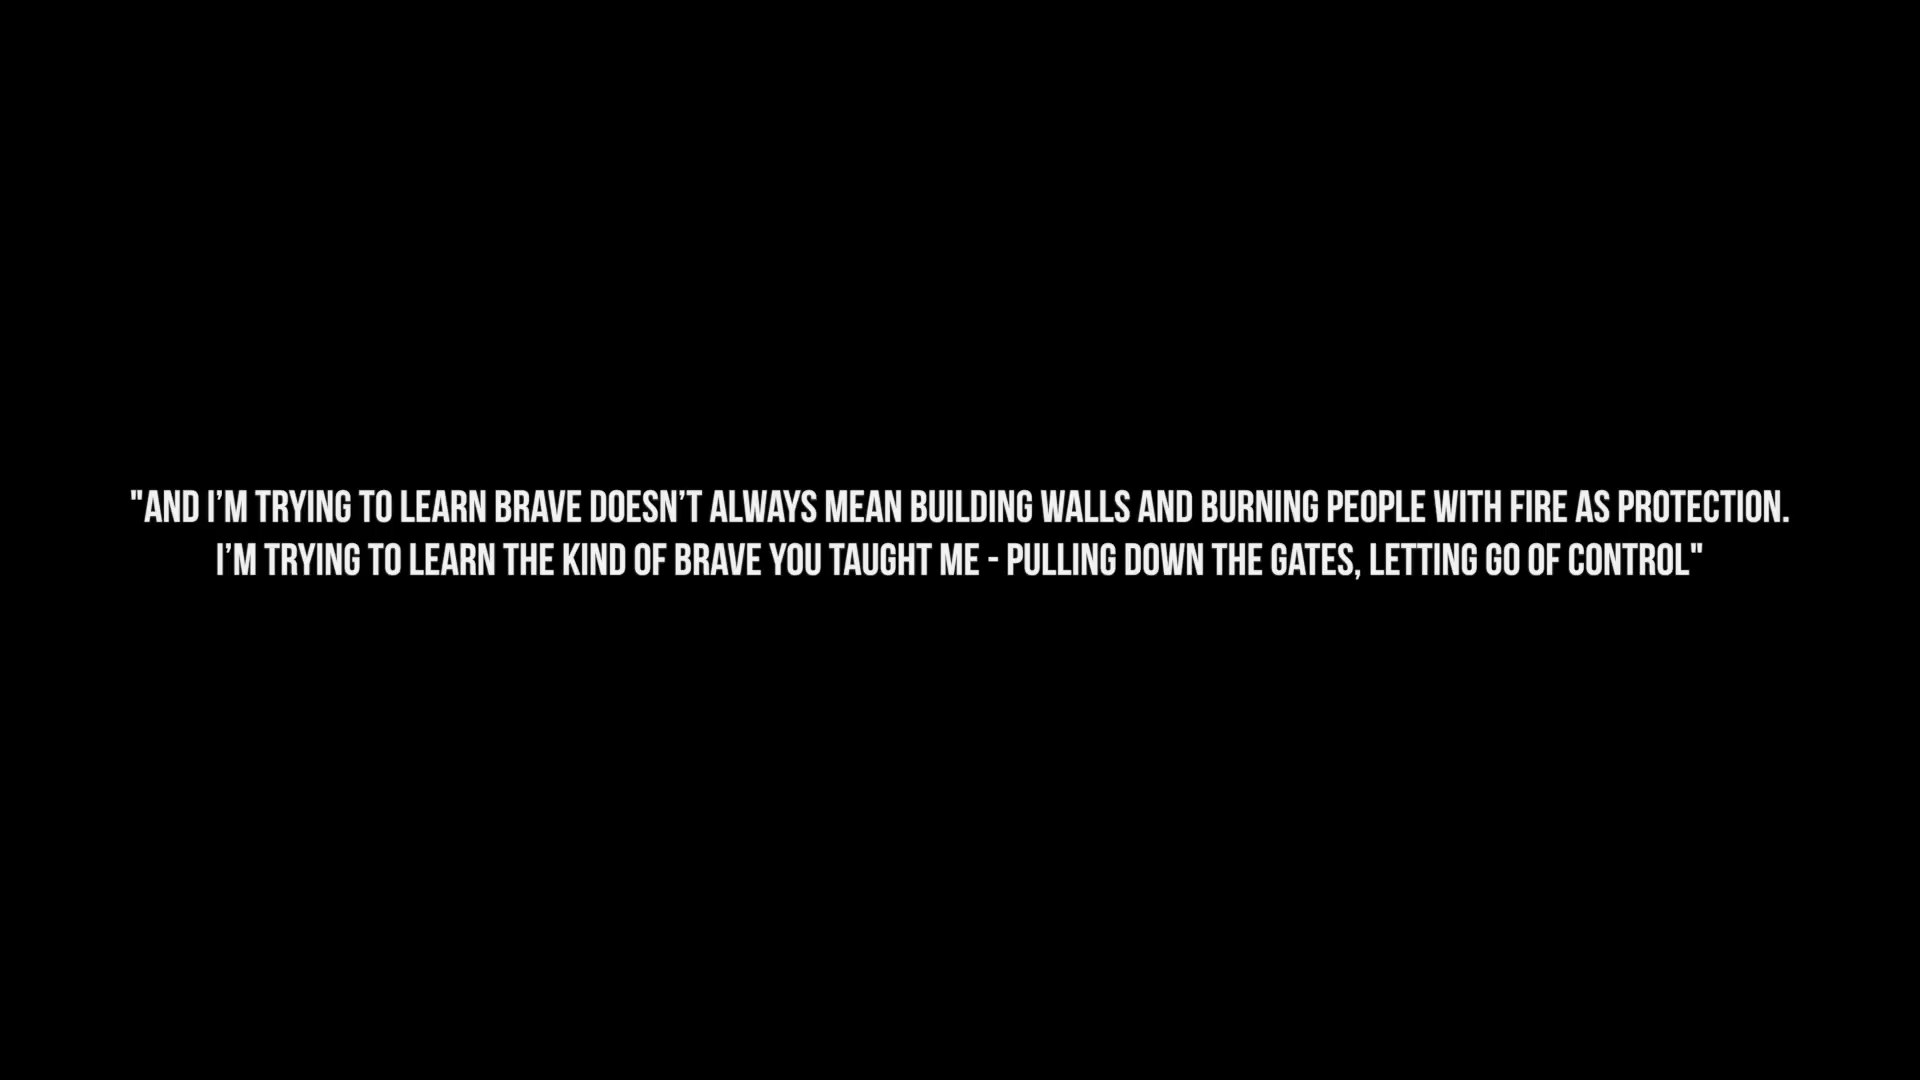 "AND I’M TRYING TO LEARN BRAVE DOESN’T ALWAYS MEAN BUILDING WALLS AND BURNING PEOPLE WITH FIRE AS PROTECTION.
I’M TRYING TO LEARN THE KIND OF BRAVE YOU TAUGHT ME - PULLING DOWN THE GATES, LETTING GO OF CONTROL"